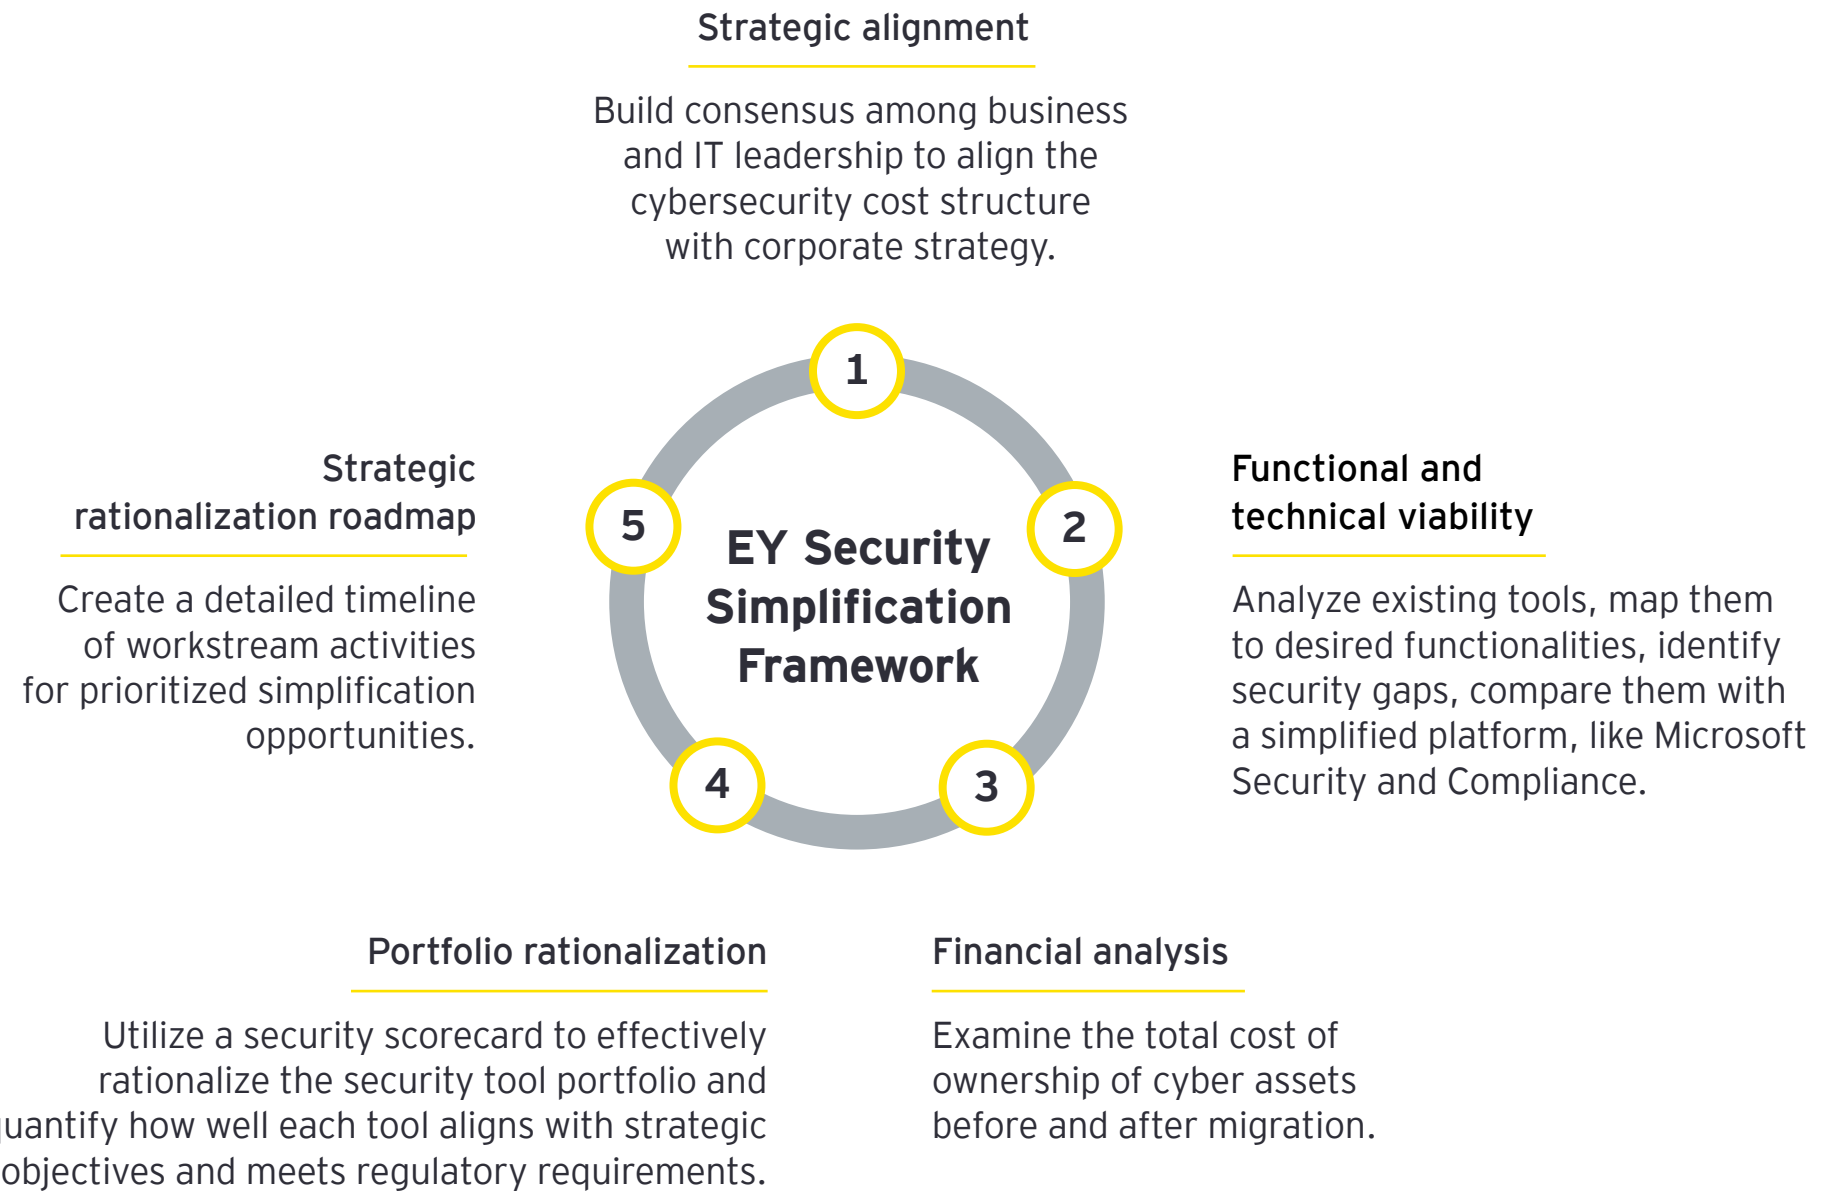 Strategic alignment
Build consensus among business
and IT leadership to align the
cybersecurity cost structure
with corporate strategy.
1
2
3
4
5
EY Security
Simplification
Framework
Functional and
technical viability
Analyze existing tools, map them
to desired functionalities, identify
security gaps, compare them with
a simplified platform, like Microsoft
Security and Compliance.
Financial analysis
Examine the total cost of
ownership of cyber assets
before and after migration.
Portfolio rationalization
Utilize a security scorecard to effectively
rationalize the security tool portfolio and
quantify how well each tool aligns with strategic
objectives and meets regulatory requirements.
Strategic
rationalization roadmap
Create a detailed timeline
of workstream activities
for prioritized simplification
opportunities.